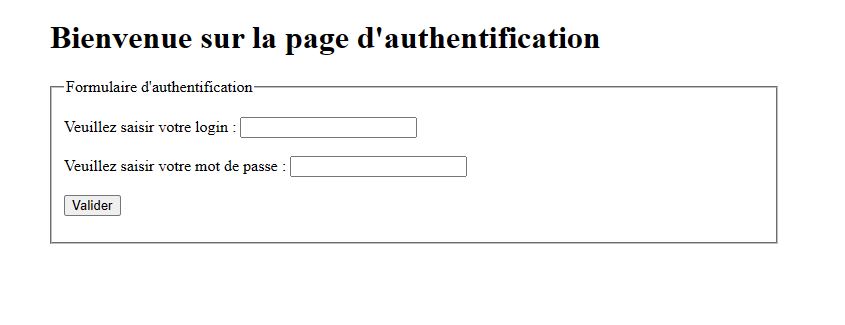 Bienvenue sur la page d'authentification
Formulaire d'authentification
Veuillez saisir votre login :
Veuillez saisir votre mot de passe :
Valider